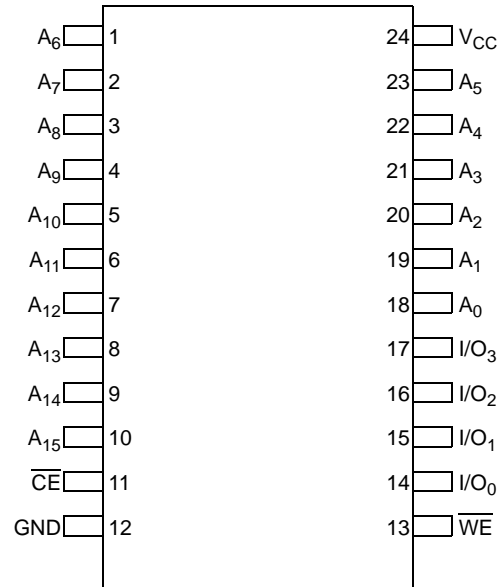 A6 1 24 VCC
A7 2 23 A5
A8 3 22 A4
A9 4 21 A3
A10 5 20 A2
A11 6 19 A1
A12 7 18 A0
A13 8 17 I/O3
A14 9 16 I/O2
A15 10 15 I/O1
C̅E̅ 11 14 I/O0
GND 12 13 W̅E̅